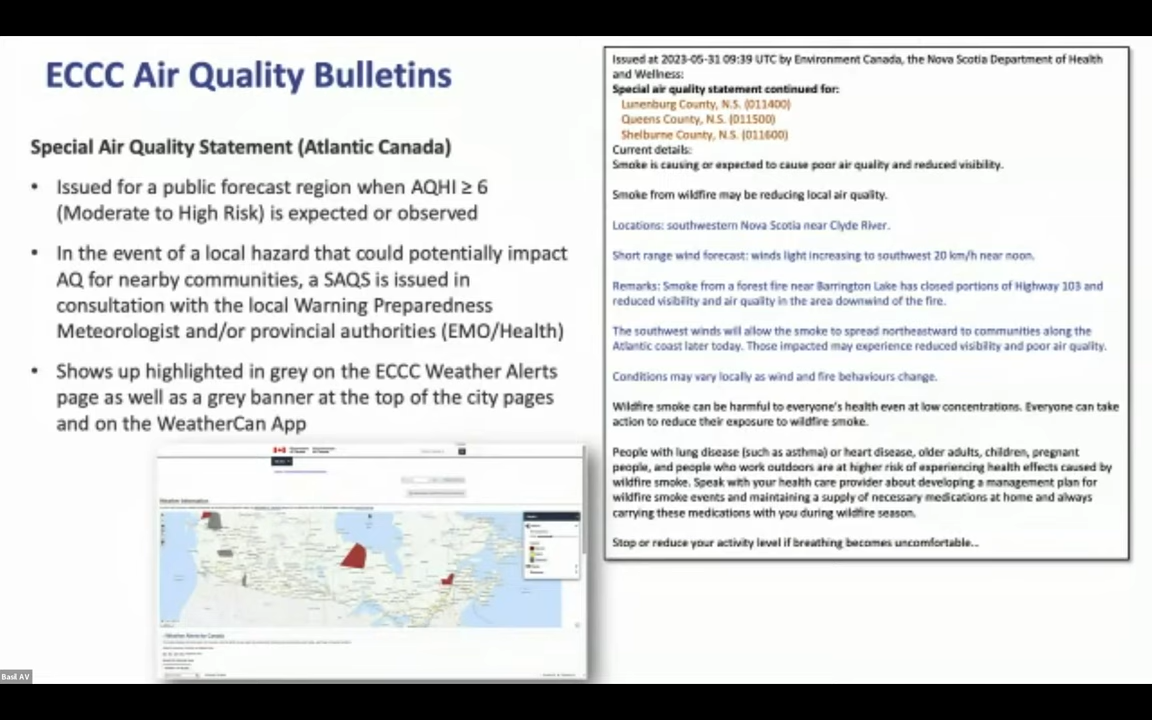 ECCC Air Quality Bulletins
Special Air Quality Statement (Atlantic Canada)
• Issued for a public forecast region when AQHI ≥ 6
(Moderate to High Risk) is expected or observed
• In the event of a local hazard that could potentially impact
AQ for nearby communities, a SAQS is issued in
consultation with the local Warning Preparedness
Meteorologist and/or provincial authorities (EMO/Health)
• Shows up highlighted in grey on the ECCC Weather Alerts
page as well as a grey banner at the top of the city pages
and on the WeatherCan App
Weather Information
Weather Alerts for Canada
Issued at 2023-05-31 09:39 UTC by Environment Canada, the Nova Scotia Department of Health
and Wellness:
Special air quality statement continued for:
Lunenburg County, N.S. (011400)
Queens County, N.S. (011500)
Shelburne County, N.S. (011600)
Current details:
Smoke is causing or expected to cause poor air quality and reduced visibility.
Smoke from wildfire may be reducing local air quality.
Locations: southwestern Nova Scotia near Clyde River.
Short range wind forecast: winds light increasing to southwest 20 km/h near noon.
Remarks: Smoke from a forest fire near Barrington Lake has closed portions of Highway 103 and
reduced visibility and air quality in the area downwind of the fire.
The southwest winds will allow the smoke to spread northeastward to communities along the
Atlantic coast later today. Those impacted may experience reduced visibility and poor air quality.
Conditions may vary locally as wind and fire behaviours change.
Wildfire smoke can be harmful to everyone's health even at low concentrations. Everyone can take
action to reduce their exposure to wildfire smoke.
People with lung disease (such as asthma) or heart disease, older adults, children, pregnant
people, and people who work outdoors are at higher risk of experiencing health effects caused by
wildfire smoke. Speak with your health care provider about developing a management plan for
wildfire smoke events and maintaining a supply of necessary medications at home and always
carrying these medications with you during wildfire season.
Stop or reduce your activity level if breathing becomes uncomfortable...
Basil AV